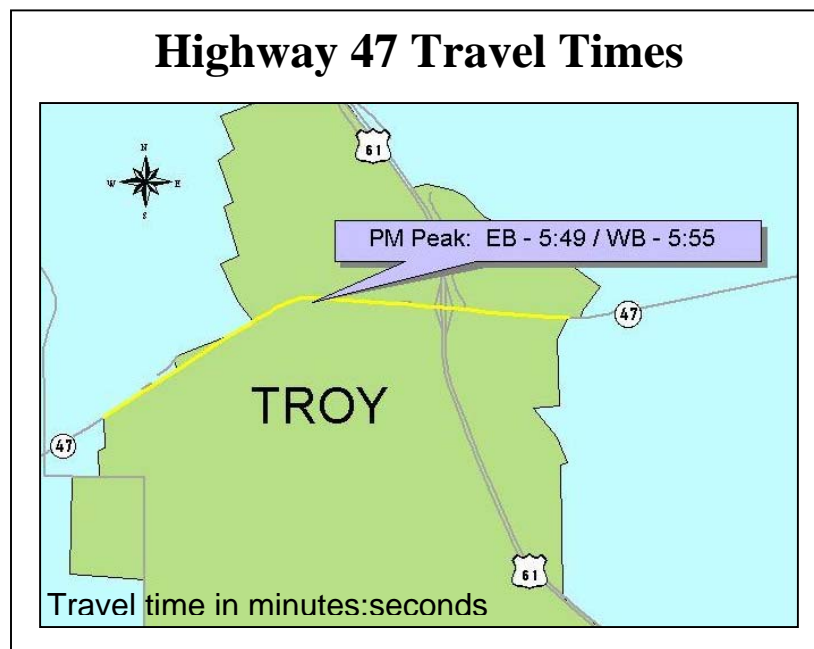 Highway 47 Travel Times
N
W E
S
61
PM Peak: EB - 5:49 / WB - 5:55
47
TROY
47
61
Travel time in minutes:seconds